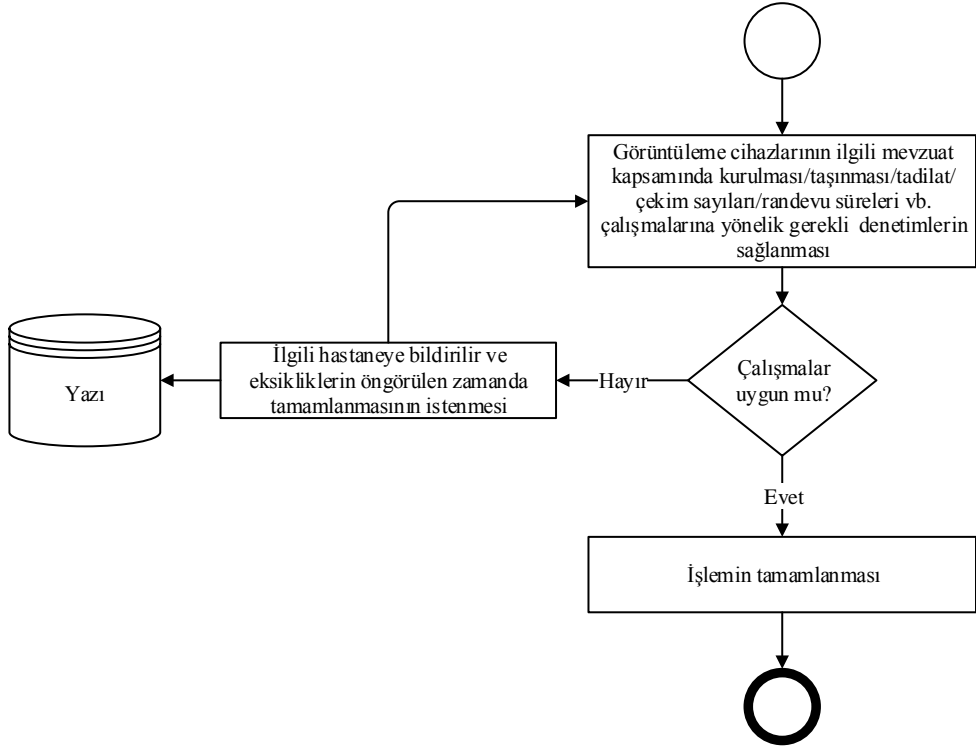 Görüntüleme cihazlarının ilgili mevzuat
kapsamında kurulması/taşınması/tadilat/
çekim sayıları/randevu süreleri vb.
çalışmalarına yönelik gerekli denetimlerin
sağlanması
Çalışmalar
uygun mu?
Hayır
İlgili hastaneye bildirilir ve
eksikliklerin öngörülen zamanda
tamamlanmasının istenmesi
Yazı
Evet
İşlemin tamamlanması